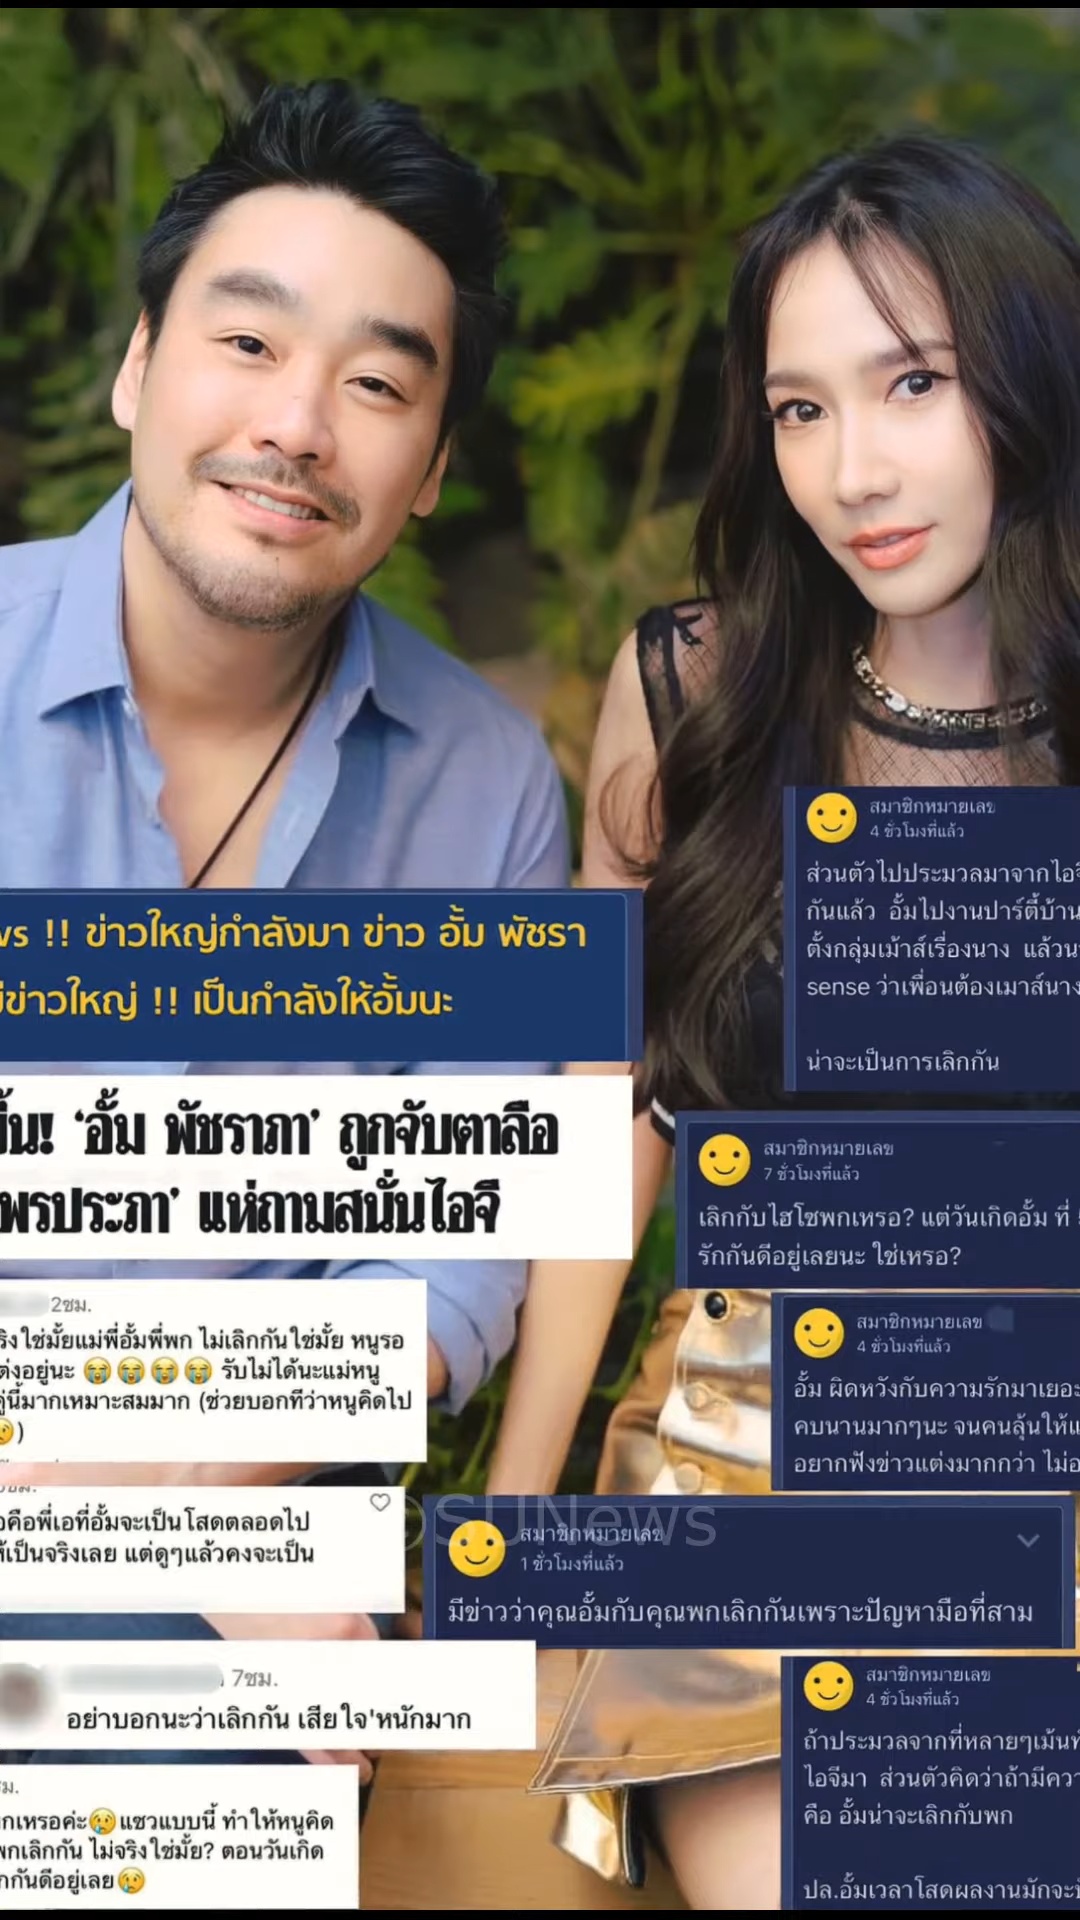 !! ข่าวใหญ่กำลังมา ข่าว อั้ม พัชรา
ข่าวใหญ่ !! เป็นกำลังให้อั้มนะ
‘อั้ม พัชราภา’ ถูกจับตาลือ
พรประภา’ แห่ถามสนั่นไอจี
2ชม.
ใช่มั้ยแม่พี่อั้มพี่พก ไม่เลิกกันใช่มั้ย หนูรอ
อยู่นะ 😭😭😭😭 รับไม่ได้นะแม่หนู
คู่นี้มากเหมาะสมมาก (ช่วยบอกทีว่าหนูคิดไป
)
คือพี่เอที่อั้มจะเป็นโสดตลอดไป
เป็นจริงเลย แต่ดูๆแล้วคงจะเป็น
7ชม.
อย่าบอกนะว่าเลิกกัน เสียใจ'หนักมาก
เหรอค่ะ😢แซวแบบนี้ ทำให้หนูคิด
เลิกกัน ไม่จริงใช่มั้ย? ตอนวันเกิด
กันดีอยู่เลย😢
สมาชิกหมายเลข
4 ชั่วโมงที่แล้ว
ส่วนตัวไปประมวลมาจาก
กันแล้ว อั้มไปงานปาร์ตี้บ้าน
ตั้งกลุ่มเม้าส์เรื่องนาง
sense ว่าเพื่อนต้องเมาส์นาง
น่าจะเป็นการเลิกกัน
สมาชิกหมายเลข
7 ชั่วโมงที่แล้ว
เลิกกับไฮโซพกเหรอ? แต่วันเกิดอั้ม ที่
รักกันดีอยู่เลยนะ ใช่เหรอ?
สมาชิกหมายเลข
4 ชั่วโมงที่แล้ว
อั้ม ผิดหวังกับความรักมาเยอะ
คบนานมากๆนะ จนคนลุ้นให้
อยากฟังข่าวแต่งมากกว่า
©SUNews
สมาชิกหมายเลข
1 ชั่วโมงที่แล้ว
มีข่าวว่าคุณอั้มกับคุณพกเลิกกันเพราะปัญหามือที่สาม
สมาชิกหมายเลข
4 ชั่วโมงที่แล้ว
ถ้าประมวลจากที่หลายๆเม้น
ไอจีมา ส่วนตัวคิดว่าถ้ามี
คือ อั้มน่าจะเลิกกับพก
ปล.อั้มเวลาโสดผลงานมักจะ